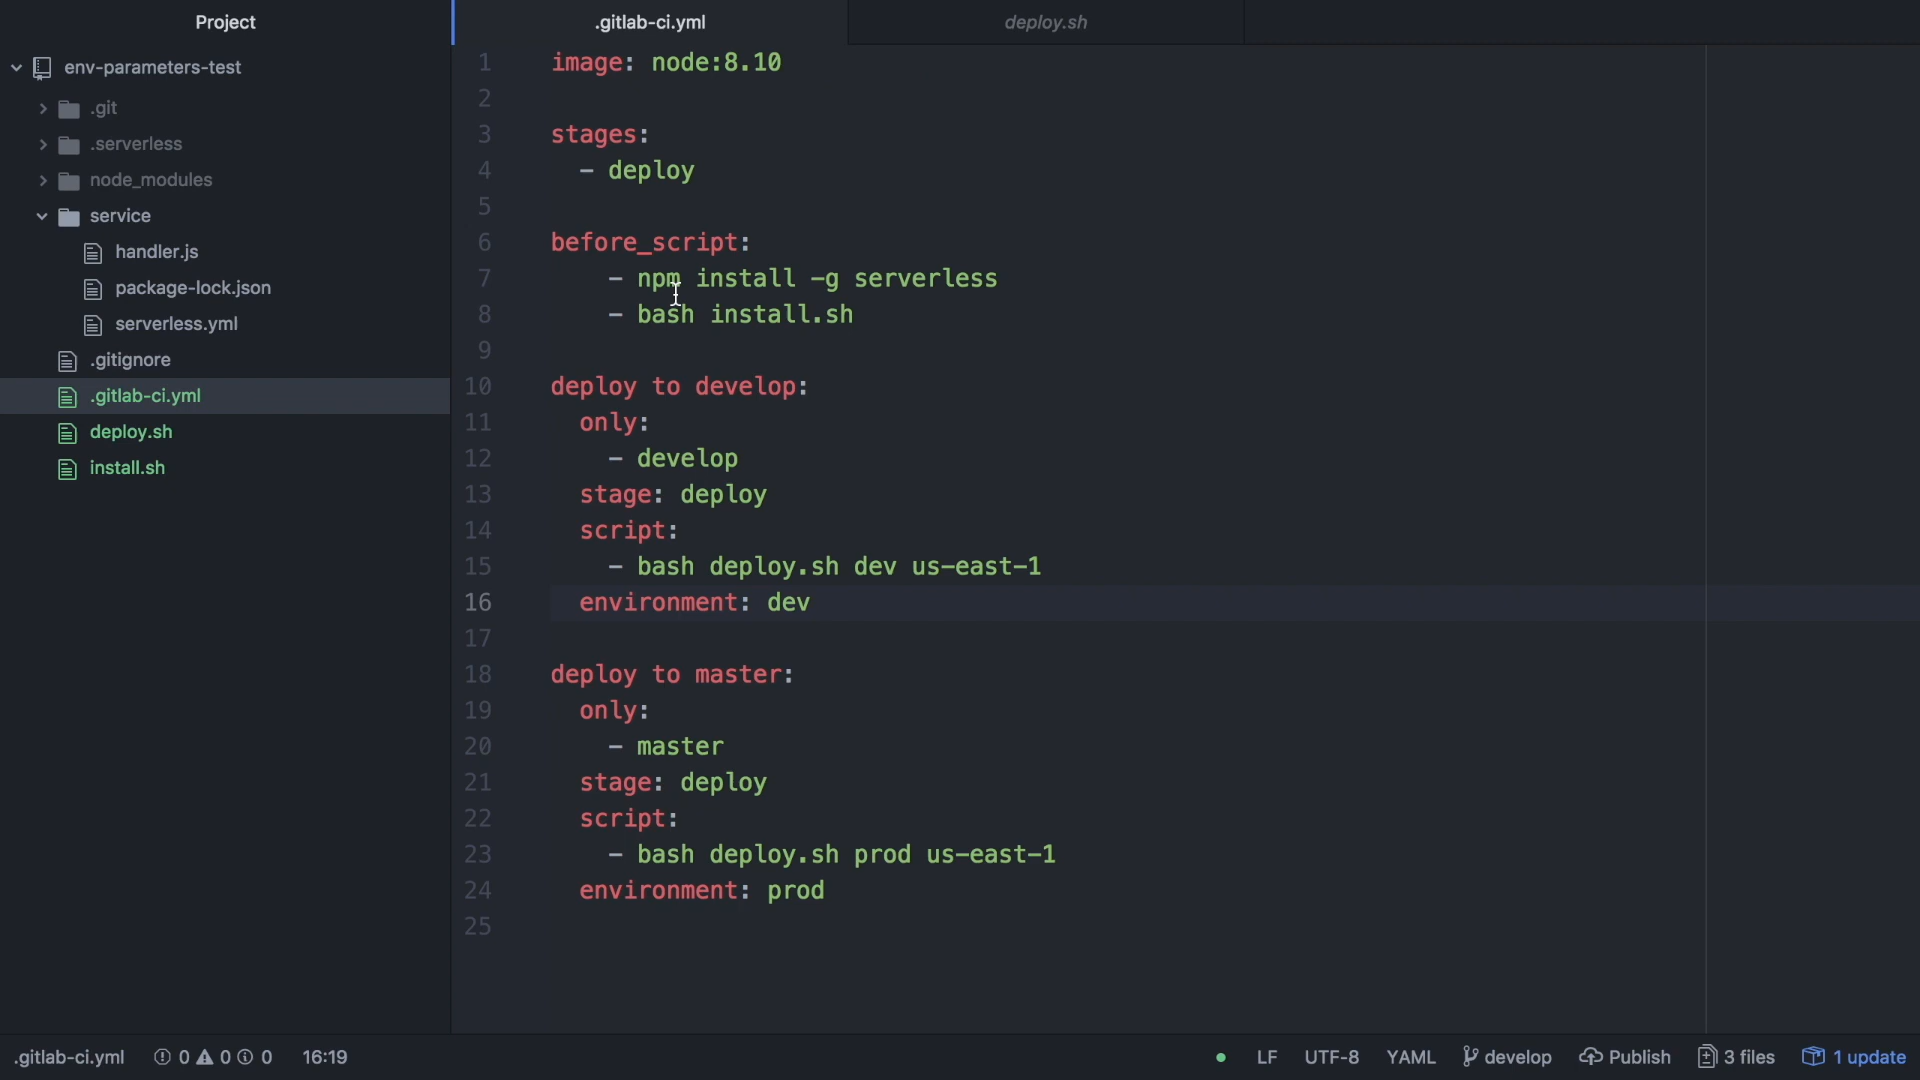 Project
env-parameters-test
.git
.serverless
node_modules
service
handler.js
package-lock.json
serverless.yml
.gitignore
.gitlab-ci.yml
deploy.sh
install.sh
.gitlab-ci.yml
deploy.sh
1 image: node:8.10
2
3 stages:
4 - deploy
5
6 before_script:
7 - npm install -g serverless
8 - bash install.sh
9
10 deploy to develop:
11 only:
12 - develop
13 stage: deploy
14 script:
15 - bash deploy.sh dev us-east-1
16 environment: dev
17
18 deploy to master:
19 only:
20 - master
21 stage: deploy
22 script:
23 - bash deploy.sh prod us-east-1
24 environment: prod
25
.gitlab-ci.yml 0 0 0 16:19 LF UTF-8 YAML develop Publish 3 files 1 update